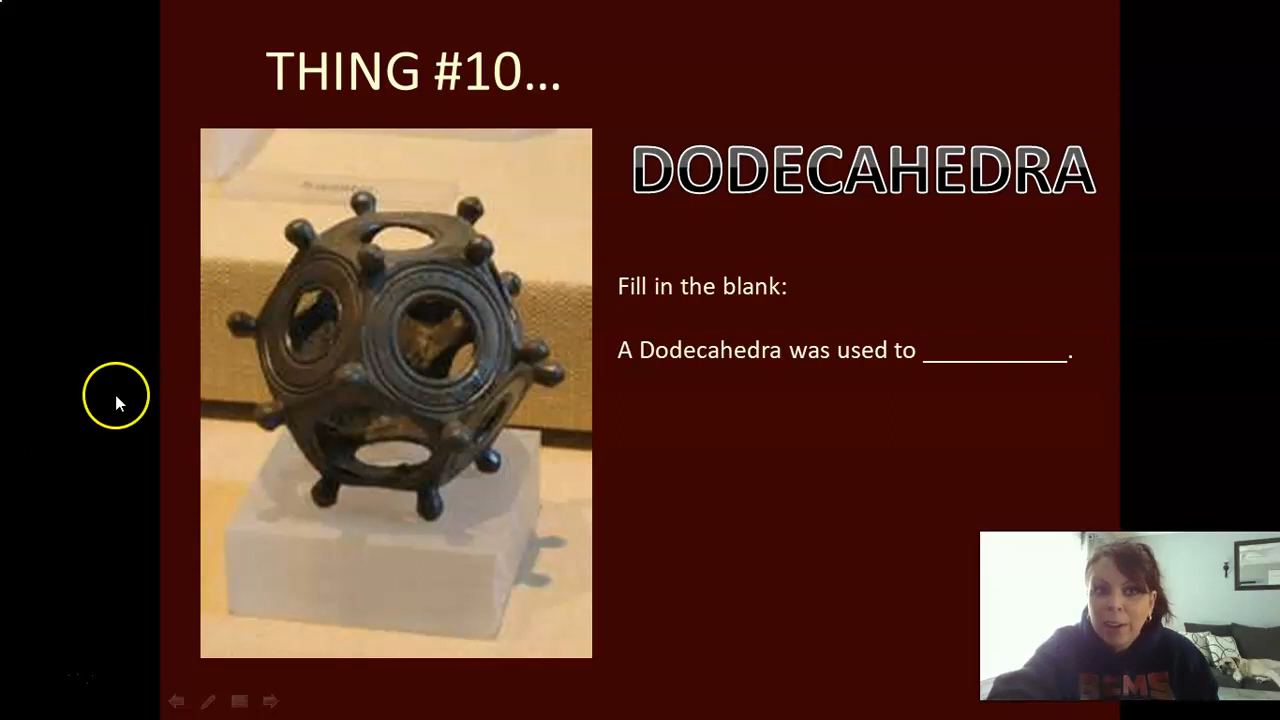 THING #10...
DODECAHEDRA
Fill in the blank:
A Dodecahedra was used to ___________.